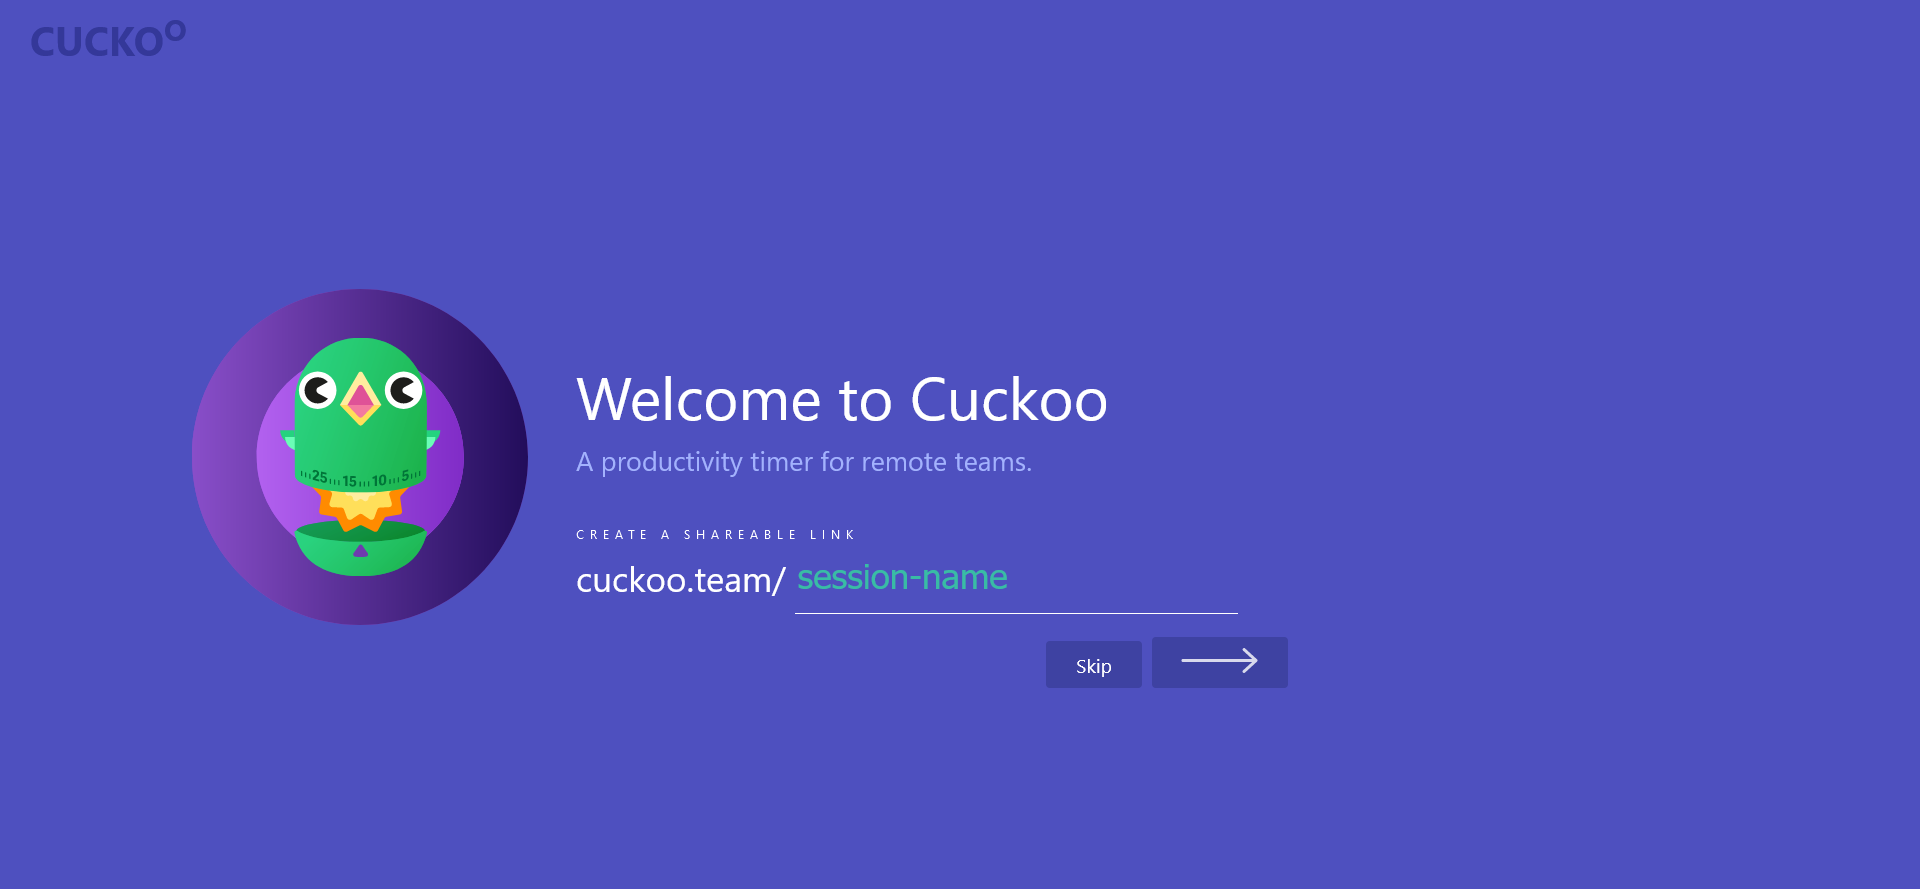 CUCKOO
Welcome to Cuckoo
A productivity timer for remote teams.
25 15 10 5
CREATE A SHAREABLE LINK
cuckoo.team/ session-name
Skip